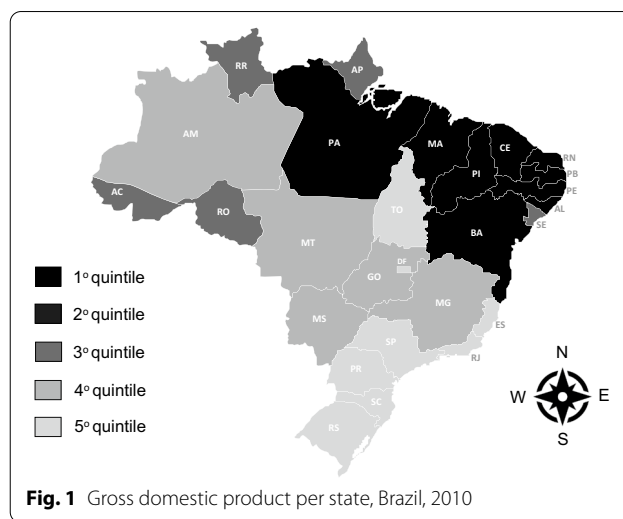 RR
AP
AM
PA
MA
CE
RN
PB
PI
PE
AC
AL
RO
TO
SE
BA
MT
DF
GO
1º quintile
2º quintile
MG
MS
ES
3º quintile
SP
RJ
N
4º quintile
PR
W
E
SC
5º quintile
RS
S
Fig. 1 Gross domestic product per state, Brazil, 2010